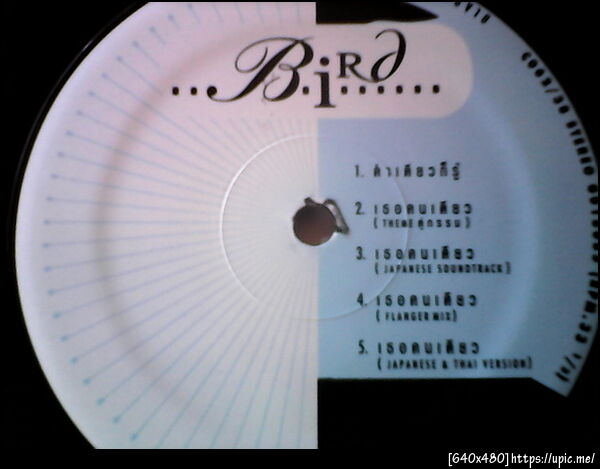 ..Bird......
1. คำเดียวก็รู้
2. เธอคนเดียว
( THEME คู่กรรม )
3. เธอคนเดียว
( JAPANESE SOUNDTRACK )
4. เธอคนเดียว
( FLANGER MIX )
5. เธอคนเดียว
( JAPANESE & THAI VERSION )
STEREO
[640x480] https://upic.me/